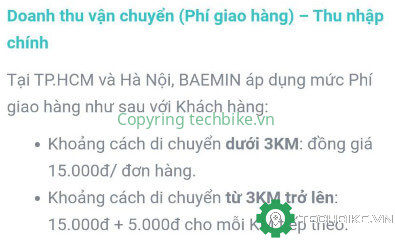 Doanh thu vận chuyển (Phí giao hàng) – Thu nhập
chính
Tại TP.HCM và Hà Nội, BAEMIN áp dụng mức Phí
giao hàng như sau với Khách hàng:
Copyring techbike.vn
• Khoảng cách di chuyển dưới 3KM: đồng giá
15.000đ/ đơn hàng.
• Khoảng cách di chuyển từ 3KM trở lên:
15.000đ + 5.000đ cho mỗi KM tiếp theo.
TECHBIKE.VN